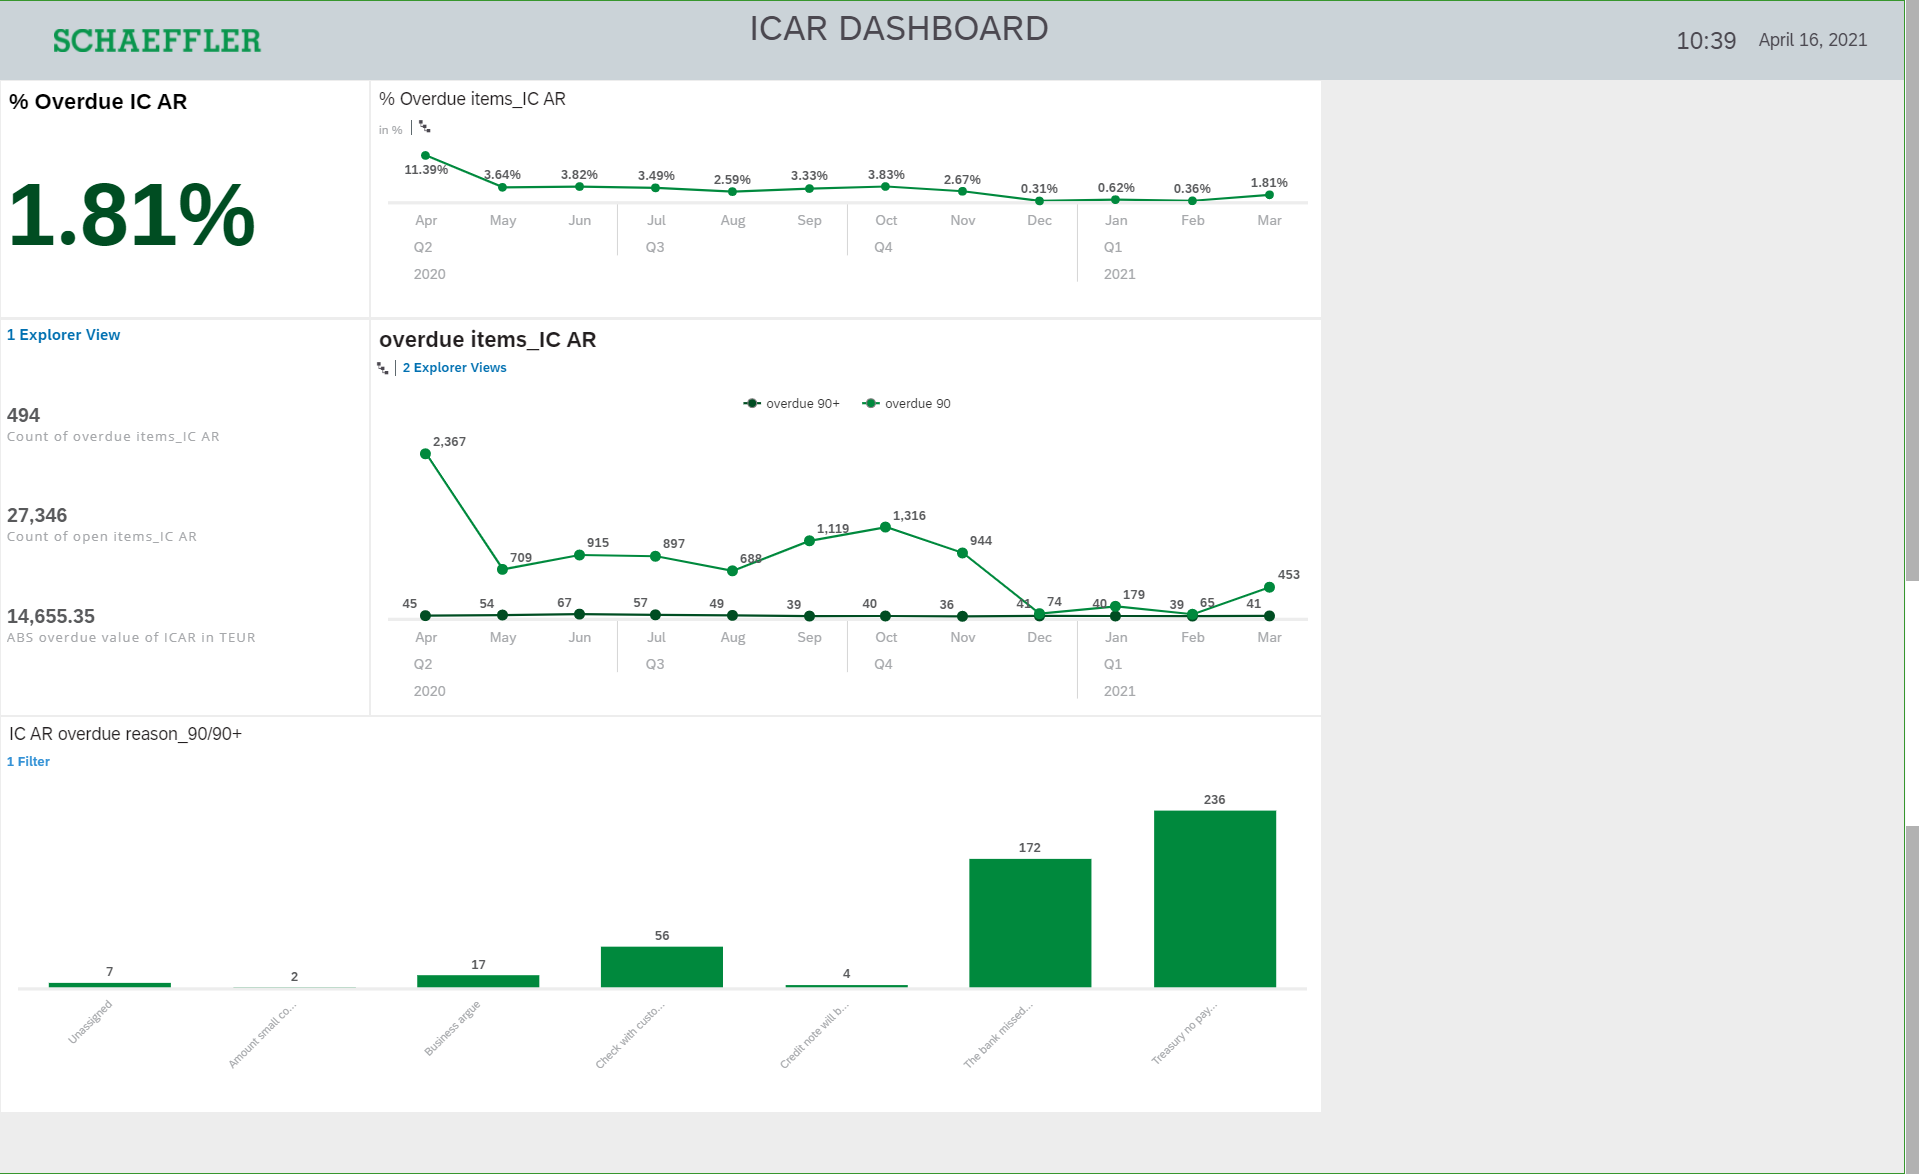 SCHAEFFLER
ICAR DASHBOARD
10:39 April 16, 2021
% Overdue IC AR
1.81%
% Overdue items_IC AR
in %
11.39% 3.64% 3.82% 3.49% 2.59% 3.33% 3.83% 2.67% 0.31% 0.62% 0.36% 1.81%
Apr May Jun Jul Aug Sep Oct Nov Dec Jan Feb Mar
Q2 Q3 Q4 Q1
2020 2021
1 Explorer View
494
Count of overdue items_IC AR
27,346
Count of open items_IC AR
14,655.35
ABS overdue value of ICAR in TEUR
overdue items_IC AR
2 Explorer Views
overdue 90+ overdue 90
2,367 709 915 897 688 1,119 1,316 944 74 179 65 453
45 54 67 57 49 39 40 36 41 40 39 41
Apr May Jun Jul Aug Sep Oct Nov Dec Jan Feb Mar
Q2 Q3 Q4 Q1
2020 2021
IC AR overdue reason_90/90+
1 Filter
7 2 17 56 4 172 236
Unassigned
Amount small co...
Business argue
Check with custo...
Credit note will b...
The bank missed...
Treasury no pay...